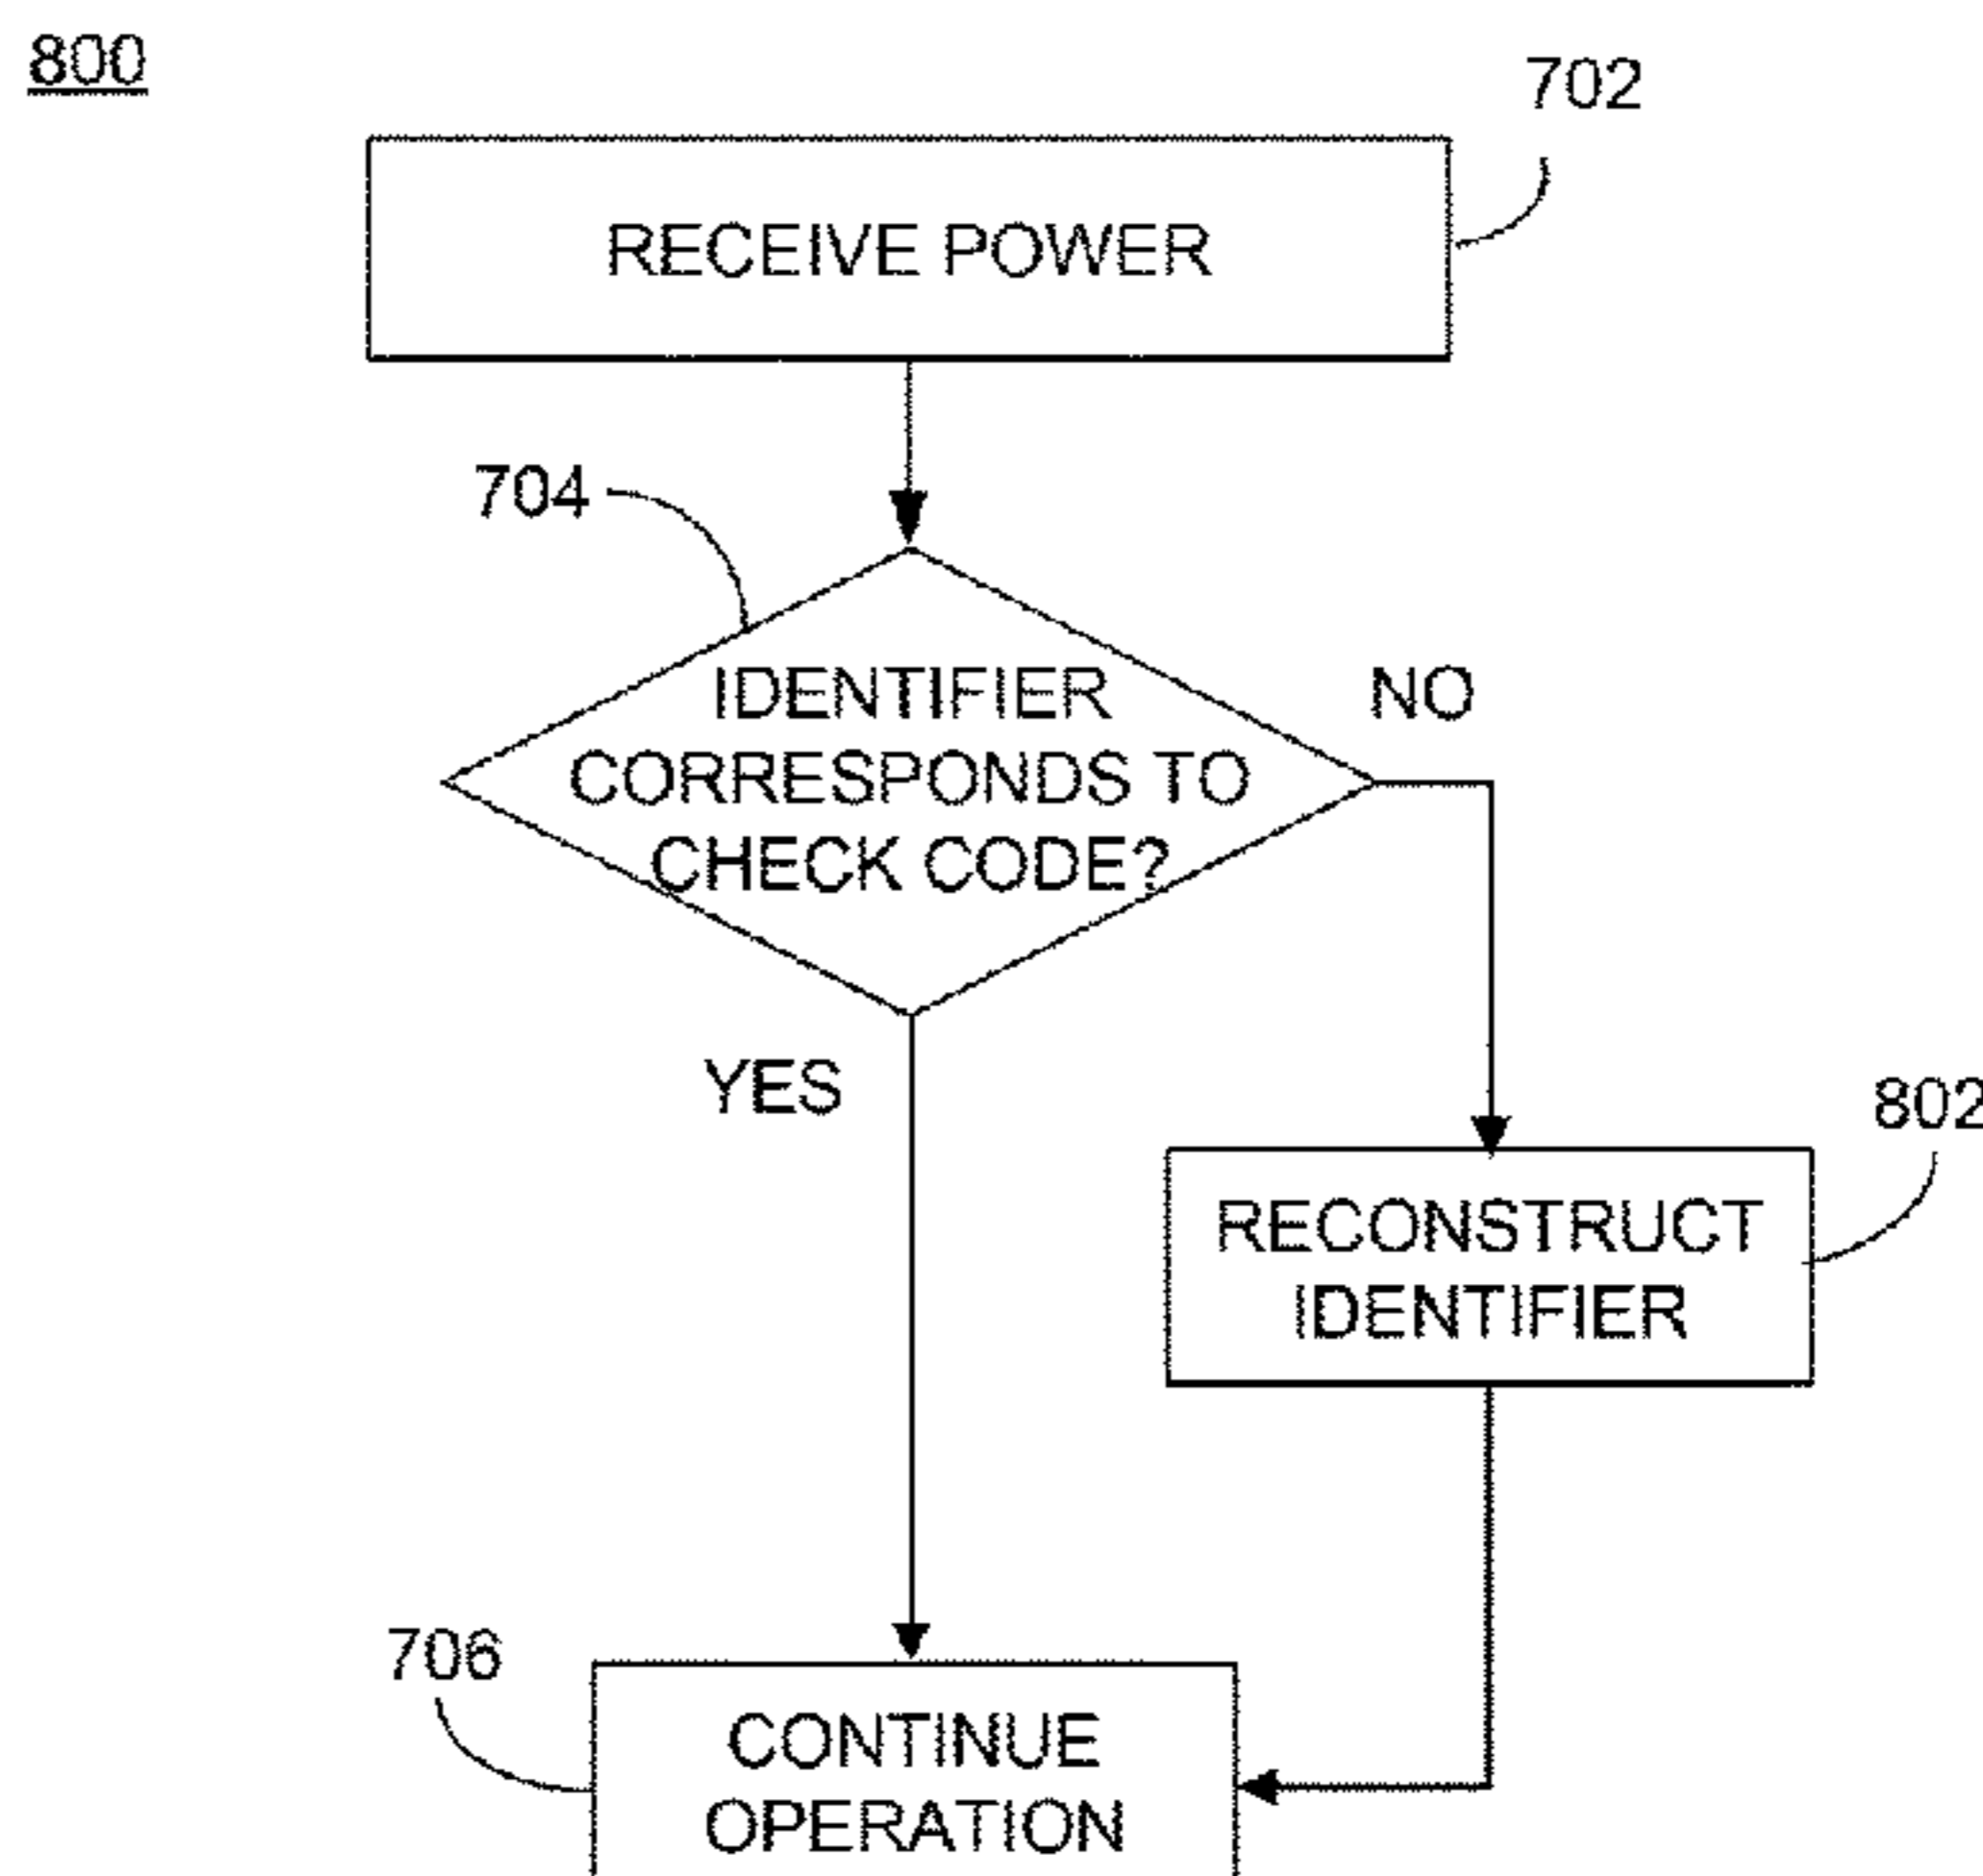 800
702
RECEIVE POWER
704
IDENTIFIER
CORRESPONDS TO
CHECK CODE?
NO
YES
802
RECONSTRUCT
IDENTIFIER
706
CONTINUE
OPERATION